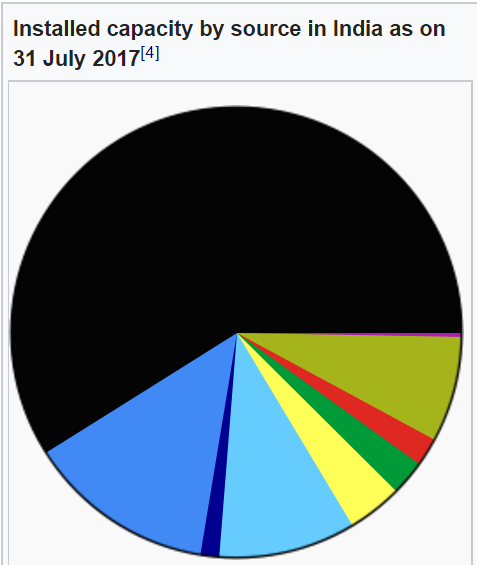 Installed capacity by source in India as on
31 July 2017[4]